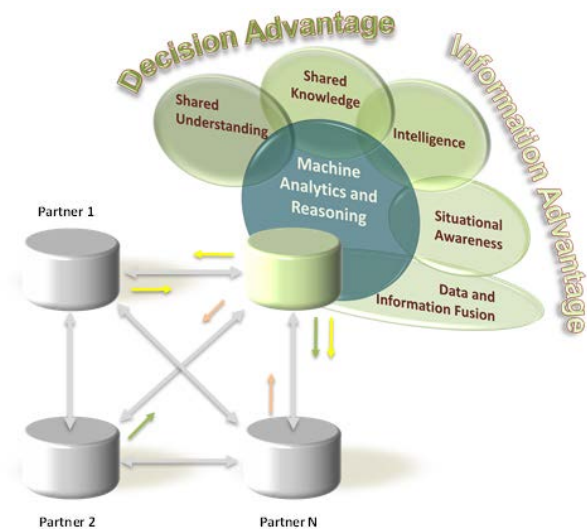 Decision Advantage
Information Advantage
Shared
Knowledge
Shared
Understanding
Intelligence
Machine
Analytics and
Reasoning
Situational
Awareness
Data and
Information Fusion
Partner 1
Partner 2
Partner N